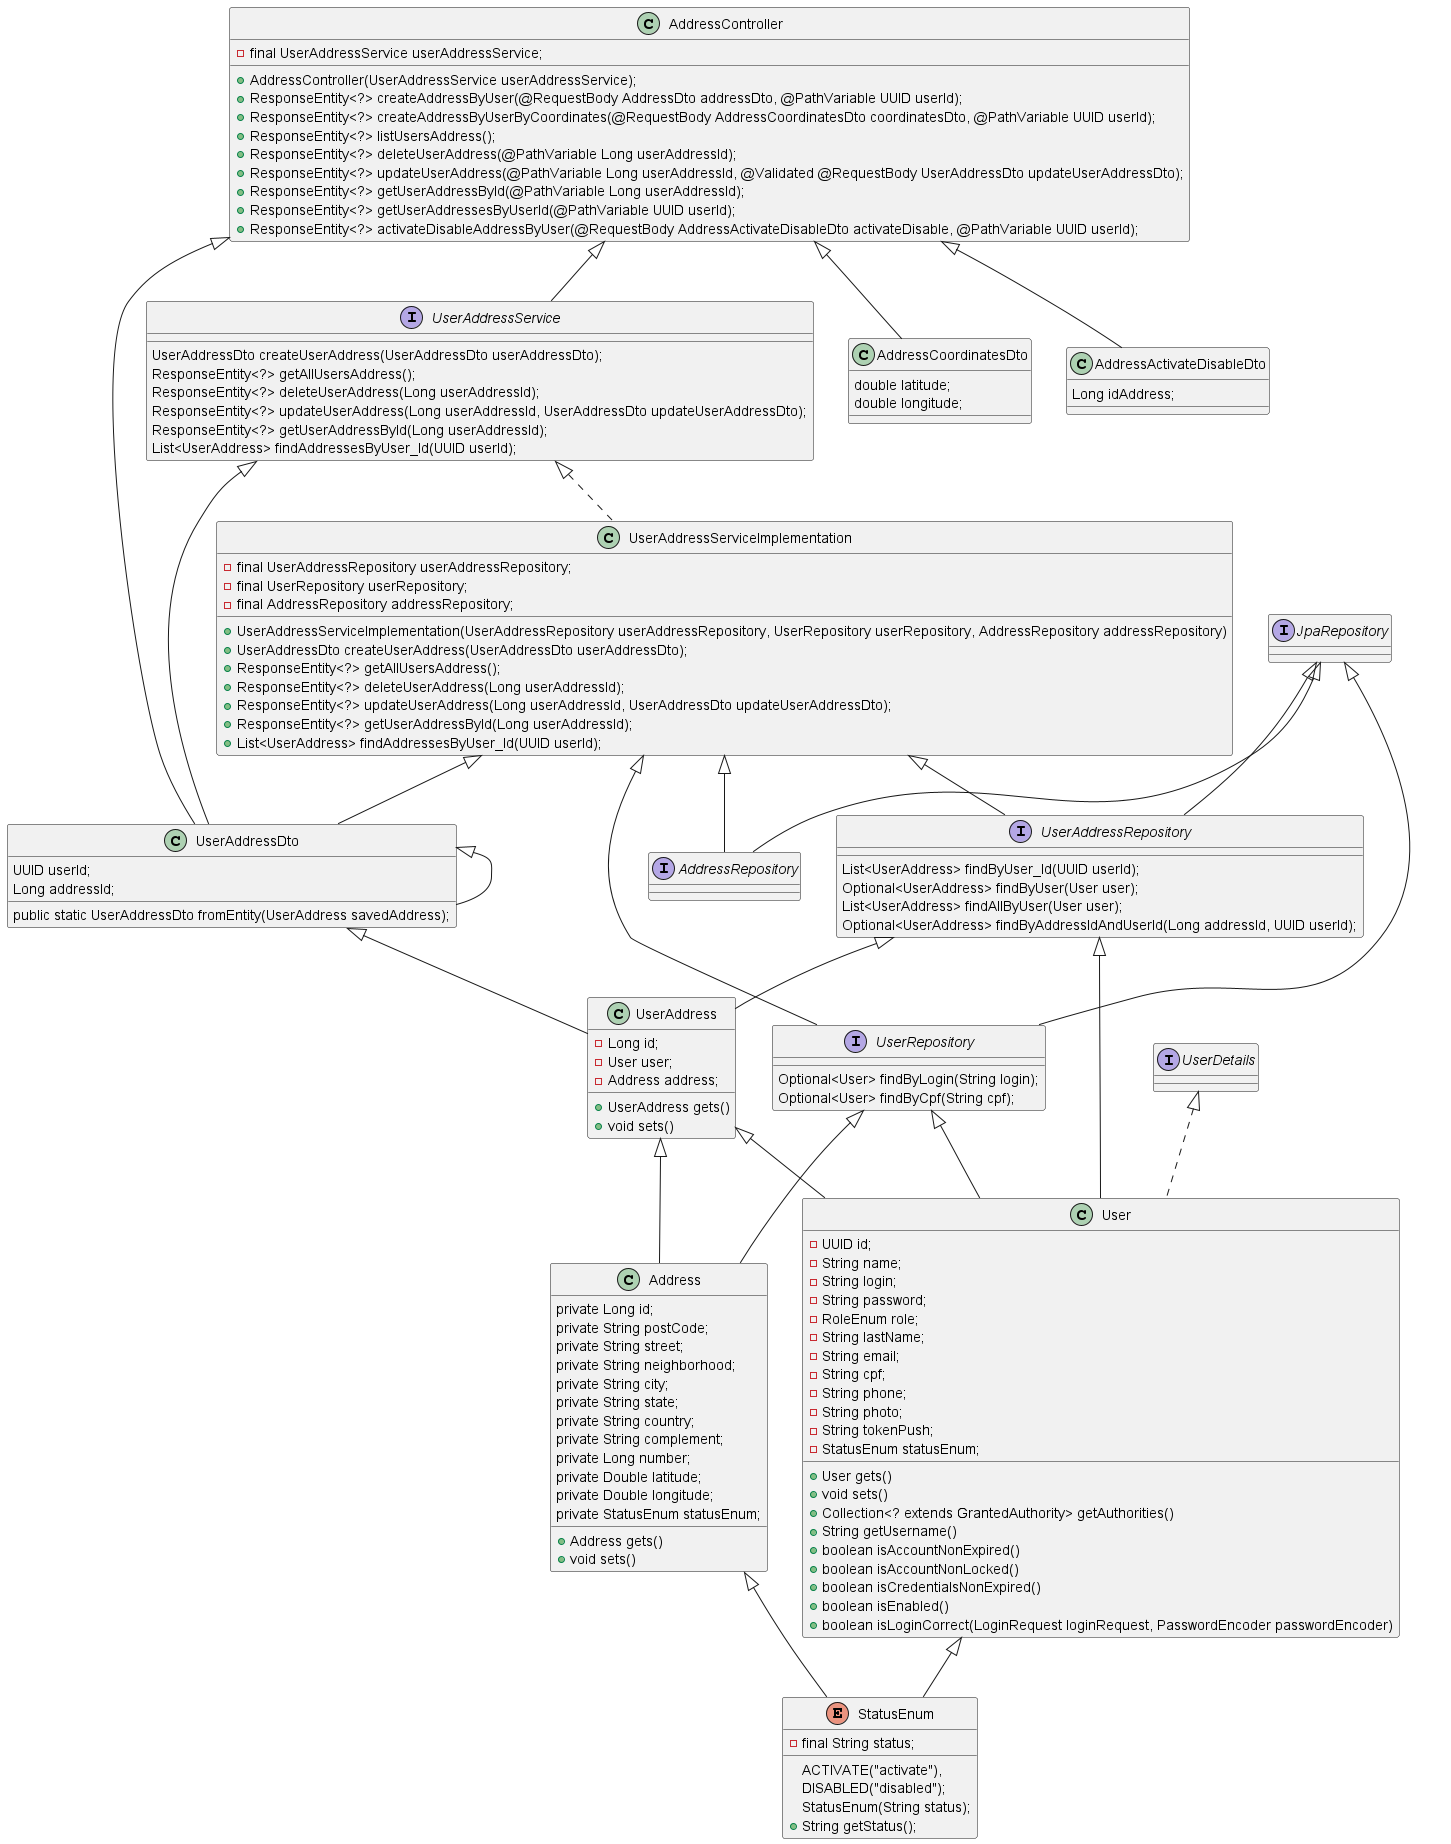 C AddressController
final UserAddressService userAddressService;
AddressController(UserAddressService userAddressService);
ResponseEntity<?> createAddressByUser(@RequestBody AddressDto addressDto, @PathVariable UUID userId);
ResponseEntity<?> createAddressByUserByCoordinates(@RequestBody AddressCoordinatesDto coordinatesDto, @PathVariable UUID userId);
ResponseEntity<?> listUsersAddress();
ResponseEntity<?> deleteUserAddress(@PathVariable Long userAddressId);
ResponseEntity<?> updateUserAddress(@PathVariable Long userAddressId, @Validated @RequestBody UserAddressDto updateUserAddressDto);
ResponseEntity<?> getUserAddressById(@PathVariable Long userAddressId);
ResponseEntity<?> getUserAddressesByUserId(@PathVariable UUID userId);
ResponseEntity<?> activateDisableAddressByUser(@RequestBody AddressActivateDisableDto activateDisable, @PathVariable UUID userId);
I UserAddressService
UserAddressDto createUserAddress(UserAddressDto userAddressDto);
ResponseEntity<?> getAllUsersAddress();
ResponseEntity<?> deleteUserAddress(Long userAddressId);
ResponseEntity<?> updateUserAddress(Long userAddressId, UserAddressDto updateUserAddressDto);
ResponseEntity<?> getUserAddressById(Long userAddressId);
List<UserAddress> findAddressesByUser_Id(UUID userId);
C AddressCoordinatesDto
double latitude;
double longitude;
C AddressActivateDisableDto
Long idAddress;
C UserAddressServiceImplementation
final UserAddressRepository userAddressRepository;
final UserRepository userRepository;
final AddressRepository addressRepository;
UserAddressServiceImplementation(UserAddressRepository userAddressRepository, UserRepository userRepository, AddressRepository addressRepository)
UserAddressDto createUserAddress(UserAddressDto userAddressDto);
ResponseEntity<?> getAllUsersAddress();
ResponseEntity<?> deleteUserAddress(Long userAddressId);
ResponseEntity<?> updateUserAddress(Long userAddressId, UserAddressDto updateUserAddressDto);
ResponseEntity<?> getUserAddressById(Long userAddressId);
List<UserAddress> findAddressesByUser_Id(UUID userId);
I JpaRepository
C UserAddressDto
UUID userId;
Long addressId;
public static UserAddressDto fromEntity(UserAddress savedAddress);
I AddressRepository
I UserAddressRepository
List<UserAddress> findByUser_Id(UUID userId);
Optional<UserAddress> findByUser(User user);
List<UserAddress> findAllByUser(User user);
Optional<UserAddress> findByAddressIdAndUserId(Long addressId, UUID userId);
C UserAddress
Long id;
User user;
Address address;
UserAddress gets()
void sets()
I UserRepository
Optional<User> findByLogin(String login);
Optional<User> findByCpf(String cpf);
I UserDetails
C Address
private Long id;
private String postCode;
private String street;
private String neighborhood;
private String city;
private String state;
private String country;
private String complement;
private Long number;
private Double latitude;
private Double longitude;
private StatusEnum statusEnum;
Address gets()
void sets()
C User
UUID id;
String name;
String login;
String password;
RoleEnum role;
String lastName;
String email;
String cpf;
String phone;
String photo;
String tokenPush;
StatusEnum statusEnum;
User gets()
void sets()
Collection<? extends GrantedAuthority> getAuthorities()
String getUsername()
boolean isAccountNonExpired()
boolean isAccountNonLocked()
boolean isCredentialsNonExpired()
boolean isEnabled()
boolean isLoginCorrect(LoginRequest loginRequest, PasswordEncoder passwordEncoder)
E StatusEnum
final String status;
ACTIVATE("activate"),
DISABLED("disabled");
StatusEnum(String status);
String getStatus();